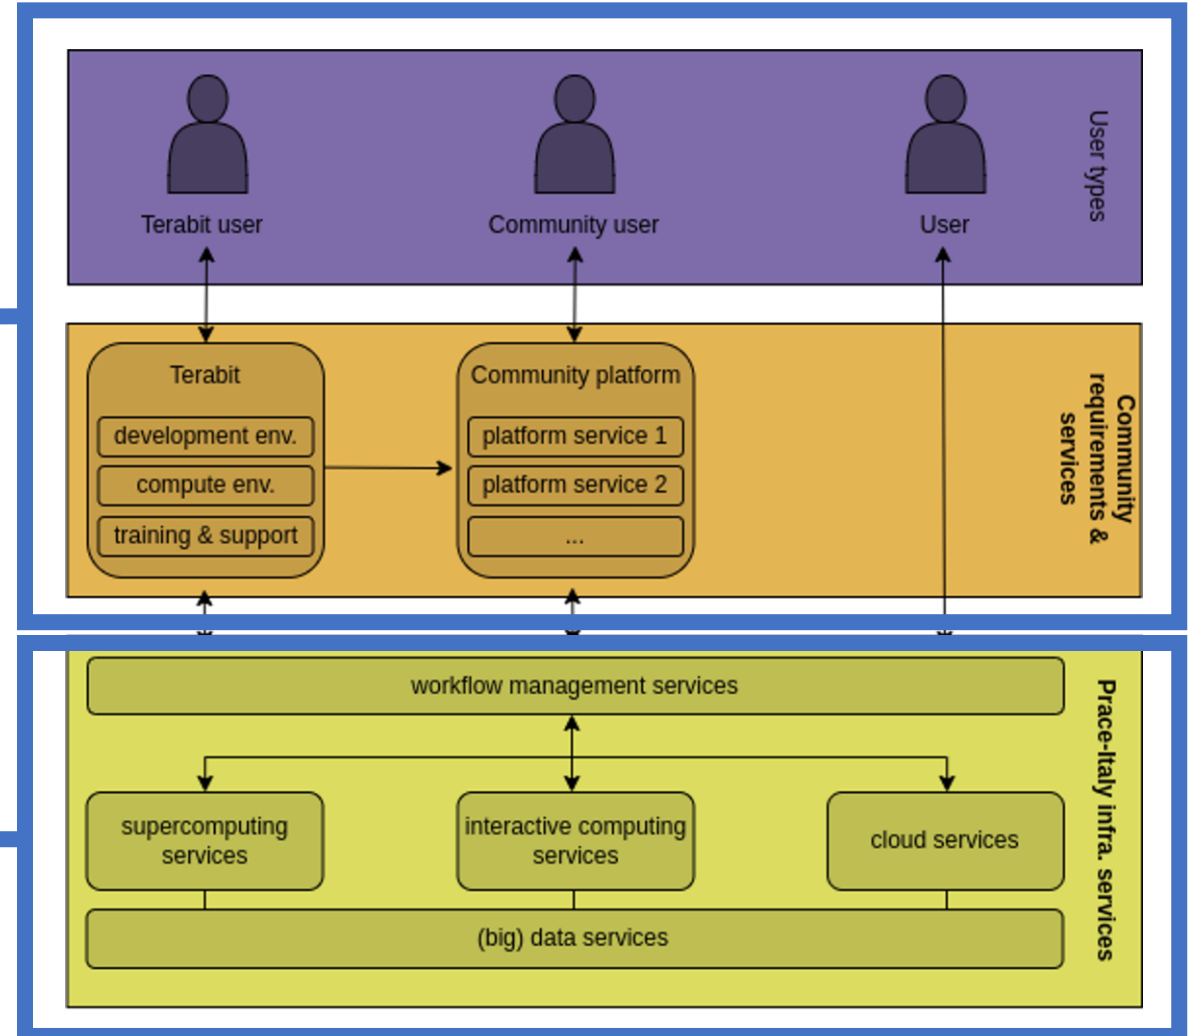 User types
Terabit user
Community user
User
Community
requirements &
services
Terabit
development env.
compute env.
training & support
Community platform
platform service 1
platform service 2
...
Prace-Italy infra. services
workflow management services
supercomputing
services
interactive computing
services
cloud services
(big) data services